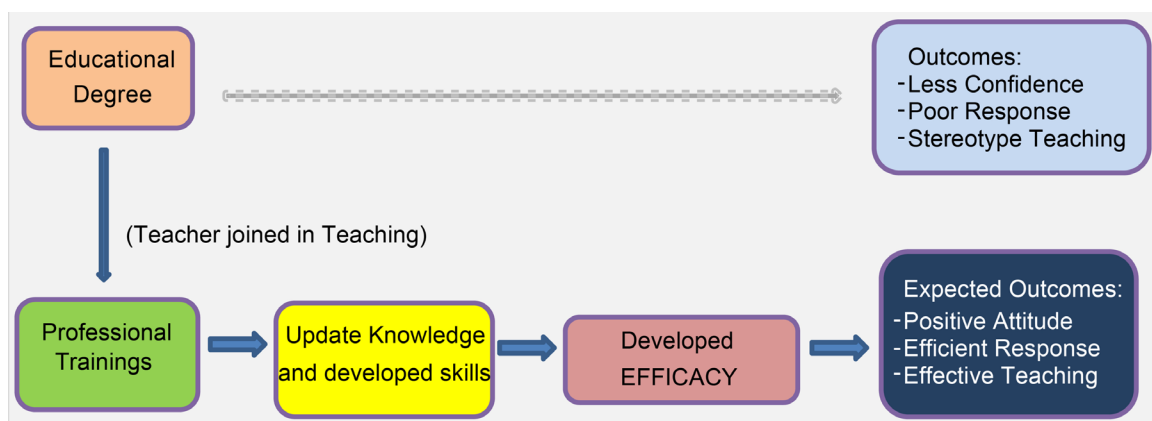 Educational
Degree
Outcomes:
-Less Confidence
-Poor Response
-Stereotype Teaching
(Teacher joined in Teaching)
Professional
Trainings
Update Knowledge
and developed skills
Developed
EFFICACY
Expected Outcomes:
-Positive Attitude
-Efficient Response
-Effective Teaching